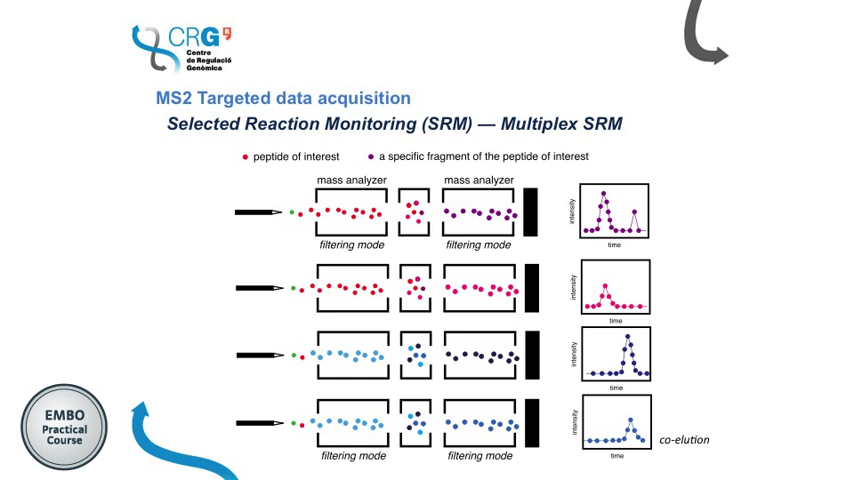 CRG
Centre
de Regulació
Genòmica
MS2 Targeted data acquisition
Selected Reaction Monitoring (SRM) — Multiplex SRM
peptide of interest
a specific fragment of the peptide of interest
mass analyzer
mass analyzer
filtering mode
filtering mode
intensity
time
intensity
time
intensity
time
filtering mode
filtering mode
intensity
time
co-elution
EMBO
Practical
Course